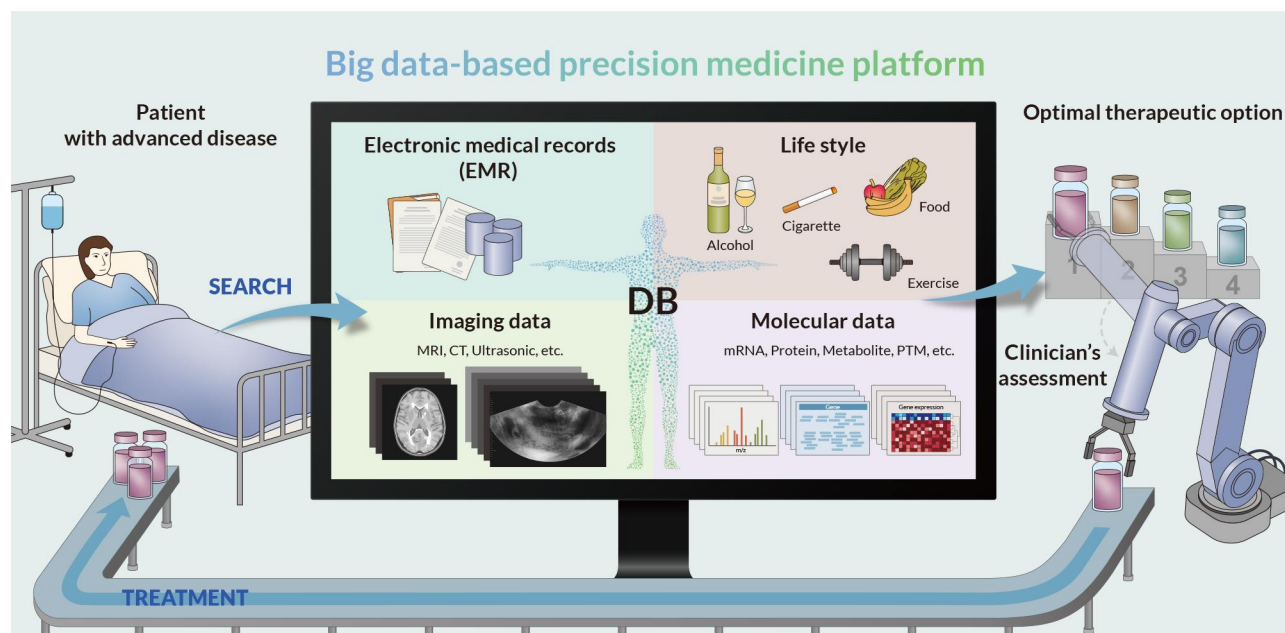 Big data-based precision medicine platform
Patient
with advanced disease
SEARCH
Electronic medical records
(EMR)
Life style
Alcohol
Cigarette
Food
Exercise
DB
Imaging data
MRI, CT, Ultrasonic, etc.
Molecular data
mRNA, Protein, Metabolite, PTM, etc.
m/z
Gene
Gene expression
Optimal therapeutic option
1
2
3
4
Clinician's
assessment
TREATMENT